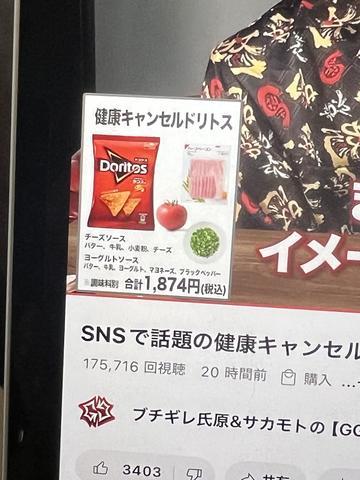 健康キャンセルドリトス
Doritos
チーズソース
バター、牛乳、小麦粉、チーズ
ヨーグルトソース
バター、牛乳、ヨーグルト、マヨネーズ、ブラックペッパー
※調味料別 合計1,874円(税込)
イメー
SNSで話題の健康キャンセル
175,716 回視聴 20 時間前 購入 ...
ブチギレ氏原&サカモトの【GC
3403 共有